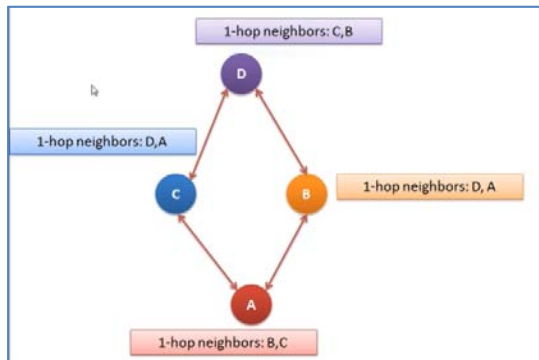 1-hop neighbors: C,B
D
1-hop neighbors: D,A
C
B
1-hop neighbors: D, A
A
1-hop neighbors: B,C